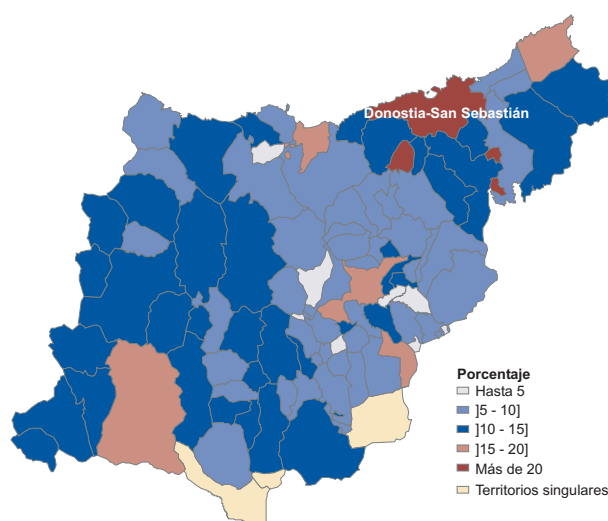 Donostia-San Sebastián
Porcentaje
Hasta 5
]5 - 10]
]10 - 15]
]15 - 20]
Más de 20
Territorios singulares